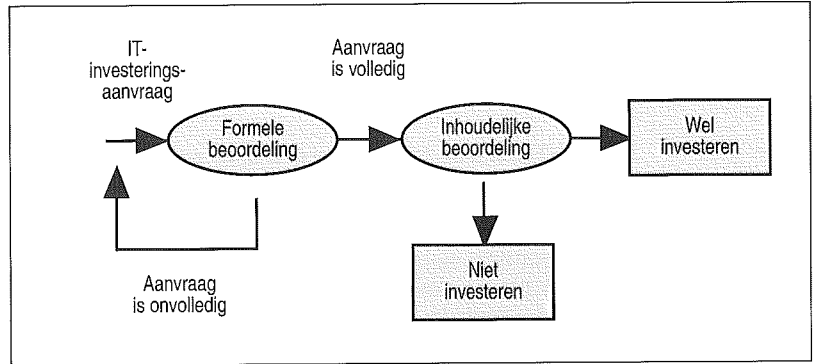 IT-
investerings-
aanvraag
Aanvraag
is volledig
Formele
beoordeling
Inhoudelijke
beoordeling
Wel
investeren
Aanvraag
is onvolledig
Niet
investeren